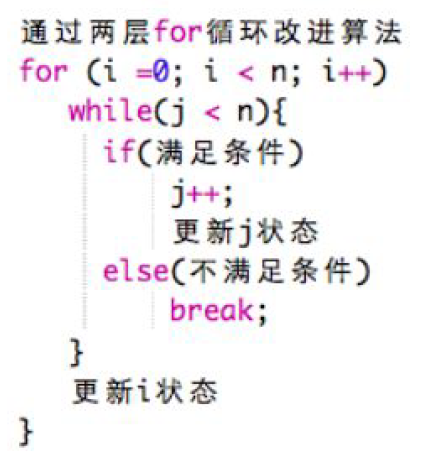 通过两层for循环改进算法
for (i =0; i < n; i++)
while(j < n){
if(满足条件)
j++;
更新j状态
else(不满足条件)
break;
}
更新i状态
}